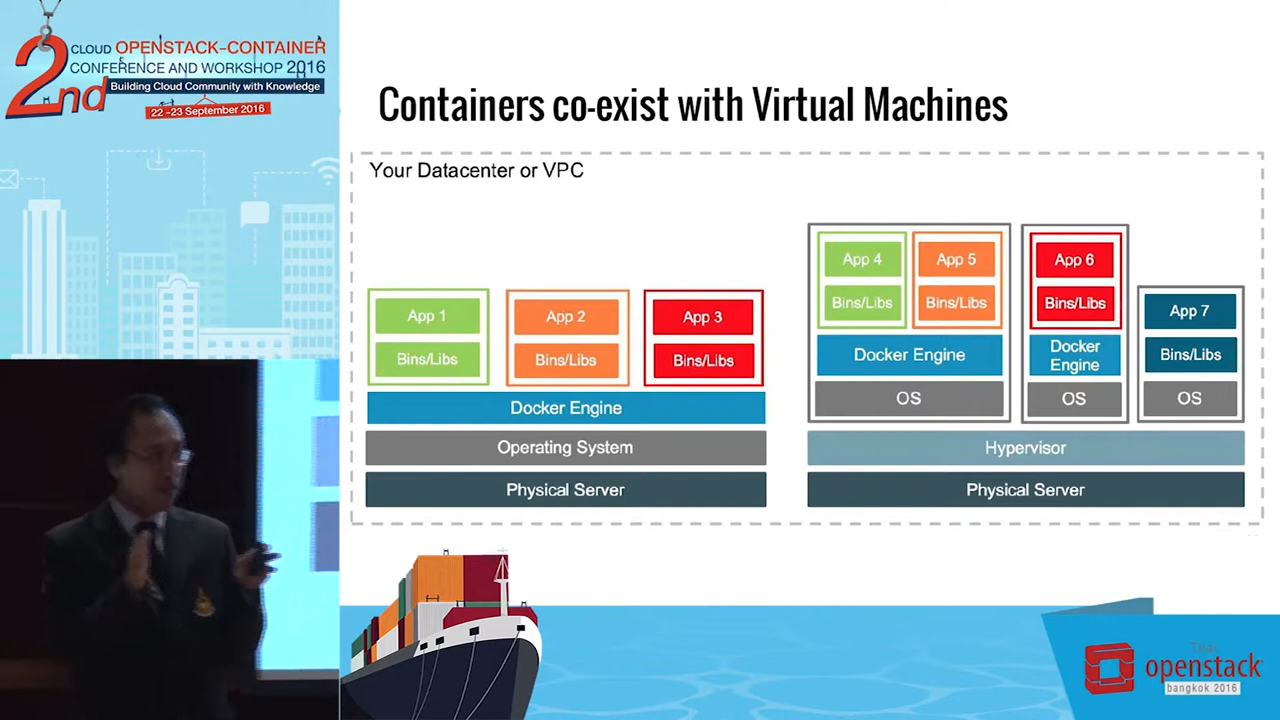 2nd
CLOUD OPENSTACK-CONTAINER
CONFERENCE AND WORKSHOP 2016
Building Cloud Community with Knowledge
22 -23 September 2016
Containers co-exist with Virtual Machines
Your Datacenter or VPC
App 1
Bins/Libs
App 2
Bins/Libs
App 3
Bins/Libs
Docker Engine
Operating System
Physical Server
App 4
Bins/Libs
App 5
Bins/Libs
Docker Engine
OS
App 6
Bins/Libs
Docker
Engine
OS
App 7
Bins/Libs
OS
Hypervisor
Physical Server
Thai
openstack
bangkok 2016